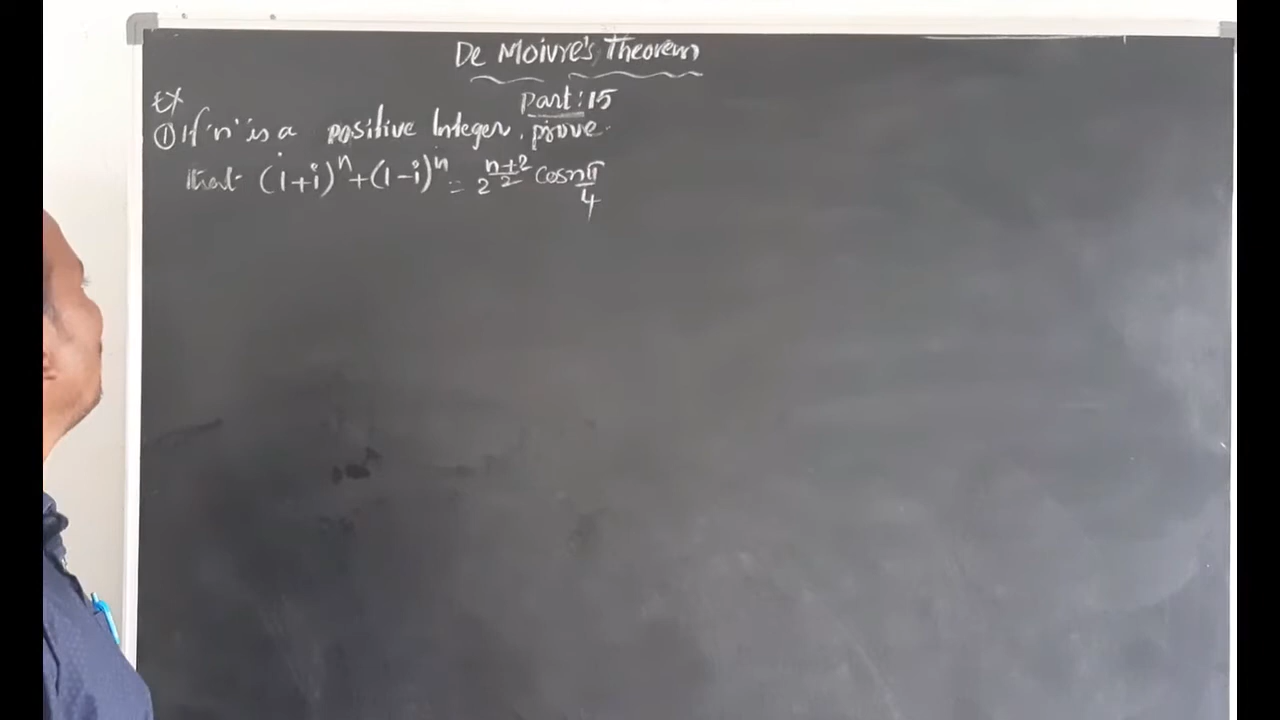 De Moivre's Theorem
Part: 15
Ex
① If 'n' is a positive Integer, prove
that (1+i)^n + (1-i)^n = 2^((n+2)/2) Cos nπ/4